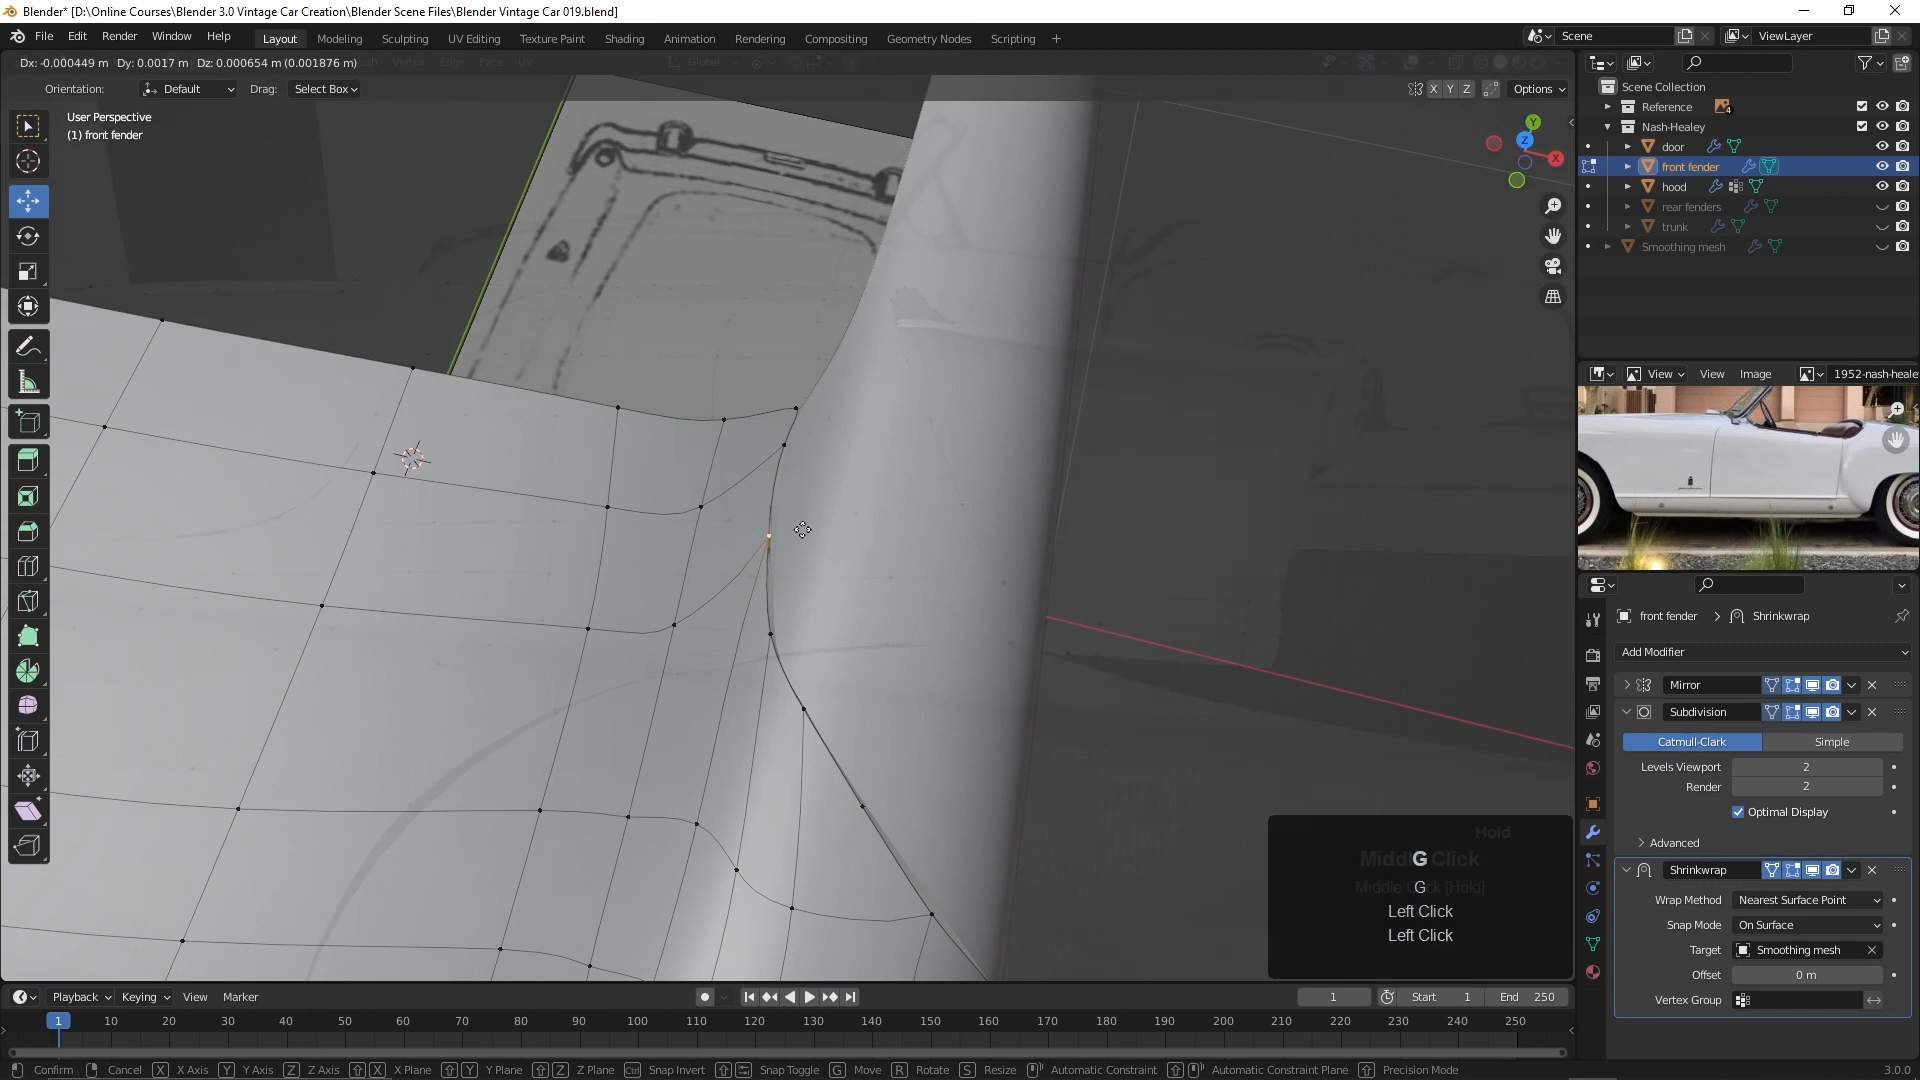 Blender* [D:\Online Courses\Blender 3.0 Vintage Car Creation\Blender Scene Files\Blender Vintage Car 019.blend]
File Edit Render Window Help Layout Modeling Sculpting UV Editing Texture Paint Shading Animation Rendering Compositing Geometry Nodes Scripting + Scene ViewLayer
Dx: -0.000449 m Dy: 0.0017 m Dz: 0.000654 m (0.001876 m)
Orientation: Default Drag: Select Box X Y Z Options
User Perspective
(1) front fender
Y
Z
X
Scene Collection
Reference 4
Nash-Healey
door
front fender
hood
rear fenders
trunk
Smoothing mesh
View View Image 1952-nash-heale
front fender > Shrinkwrap
Add Modifier
Mirror
Subdivision
Catmull-Clark Simple
Levels Viewport 2
Render 2
Optimal Display
Advanced
Shrinkwrap
Wrap Method Nearest Surface Point
Snap Mode On Surface
Target Smoothing mesh
Offset 0 m
Vertex Group
Hold
G
Middle Click
G
Middle Click [Hold]
Left Click
Left Click
Playback Keying View Marker 1 Start 1 End 250
1 10 20 30 40 50 60 70 80 90 100 110 120 130 140 150 160 170 180 190 200 210 220 230 240 250
Confirm Cancel X X Axis Y Y Axis Z Z Axis X X Plane Y Y Plane Z Z Plane Ctrl Snap Invert Snap Toggle G Move R Rotate S Resize Automatic Constraint Automatic Constraint Plane Precision Mode 3.0.0